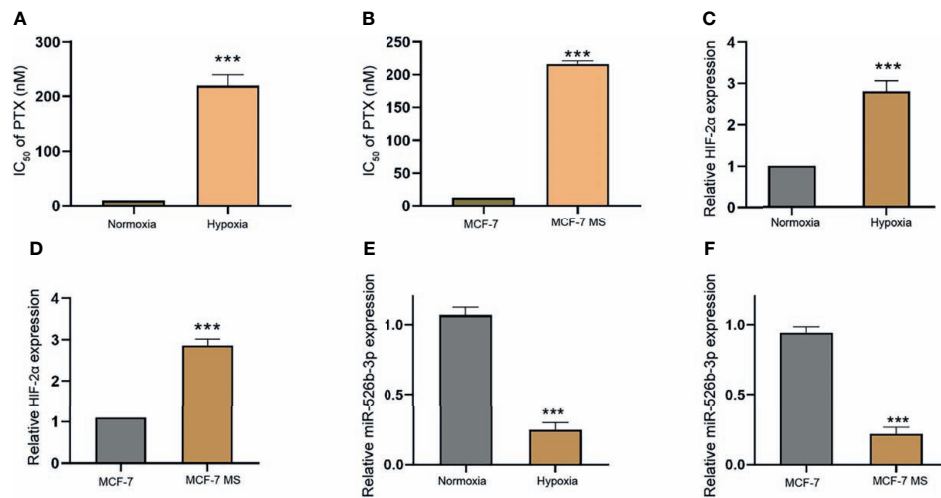 A
IC50 of PTX (nM)
300
200
100
0
***
Normoxia
Hypoxia
B
IC50 of PTX (nM)
250
200
150
100
50
0
***
MCF-7
MCF-7 MS
C
Relative HIF-2α expression
4
3
2
1
0
***
Normoxia
Hypoxia
D
Relative HIF-2α expression
4
3
2
1
0
***
MCF-7
MCF-7 MS
E
Relative miR-526b-3p expression
1.0
0.5
0.0
***
Normoxia
Hypoxia
F
Relative miR-526b-3p expression
1.0
0.5
0.0
***
MCF-7
MCF-7 MS